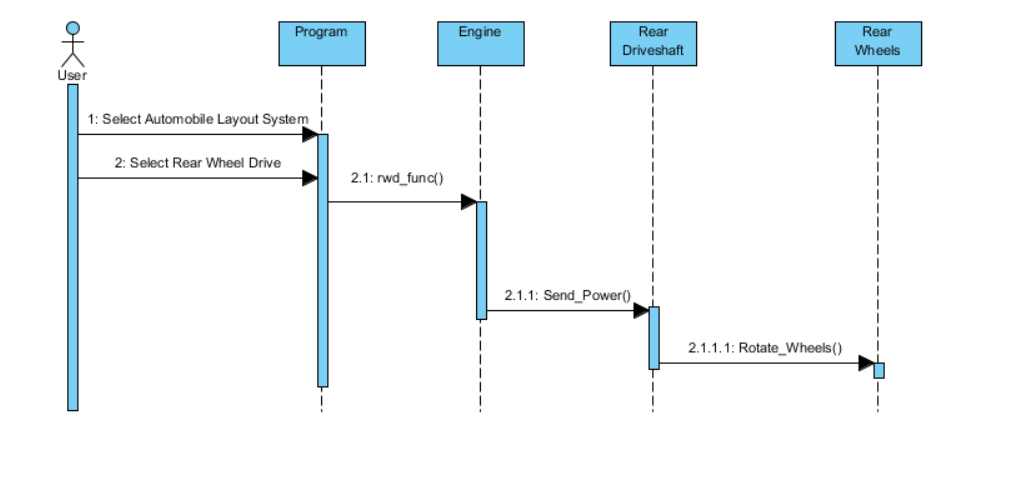 Program
Engine
Rear
Driveshaft
Rear
Wheels
User
1: Select Automobile Layout System
2: Select Rear Wheel Drive
2.1: rwd_func()
2.1.1: Send_Power()
2.1.1.1: Rotate_Wheels()